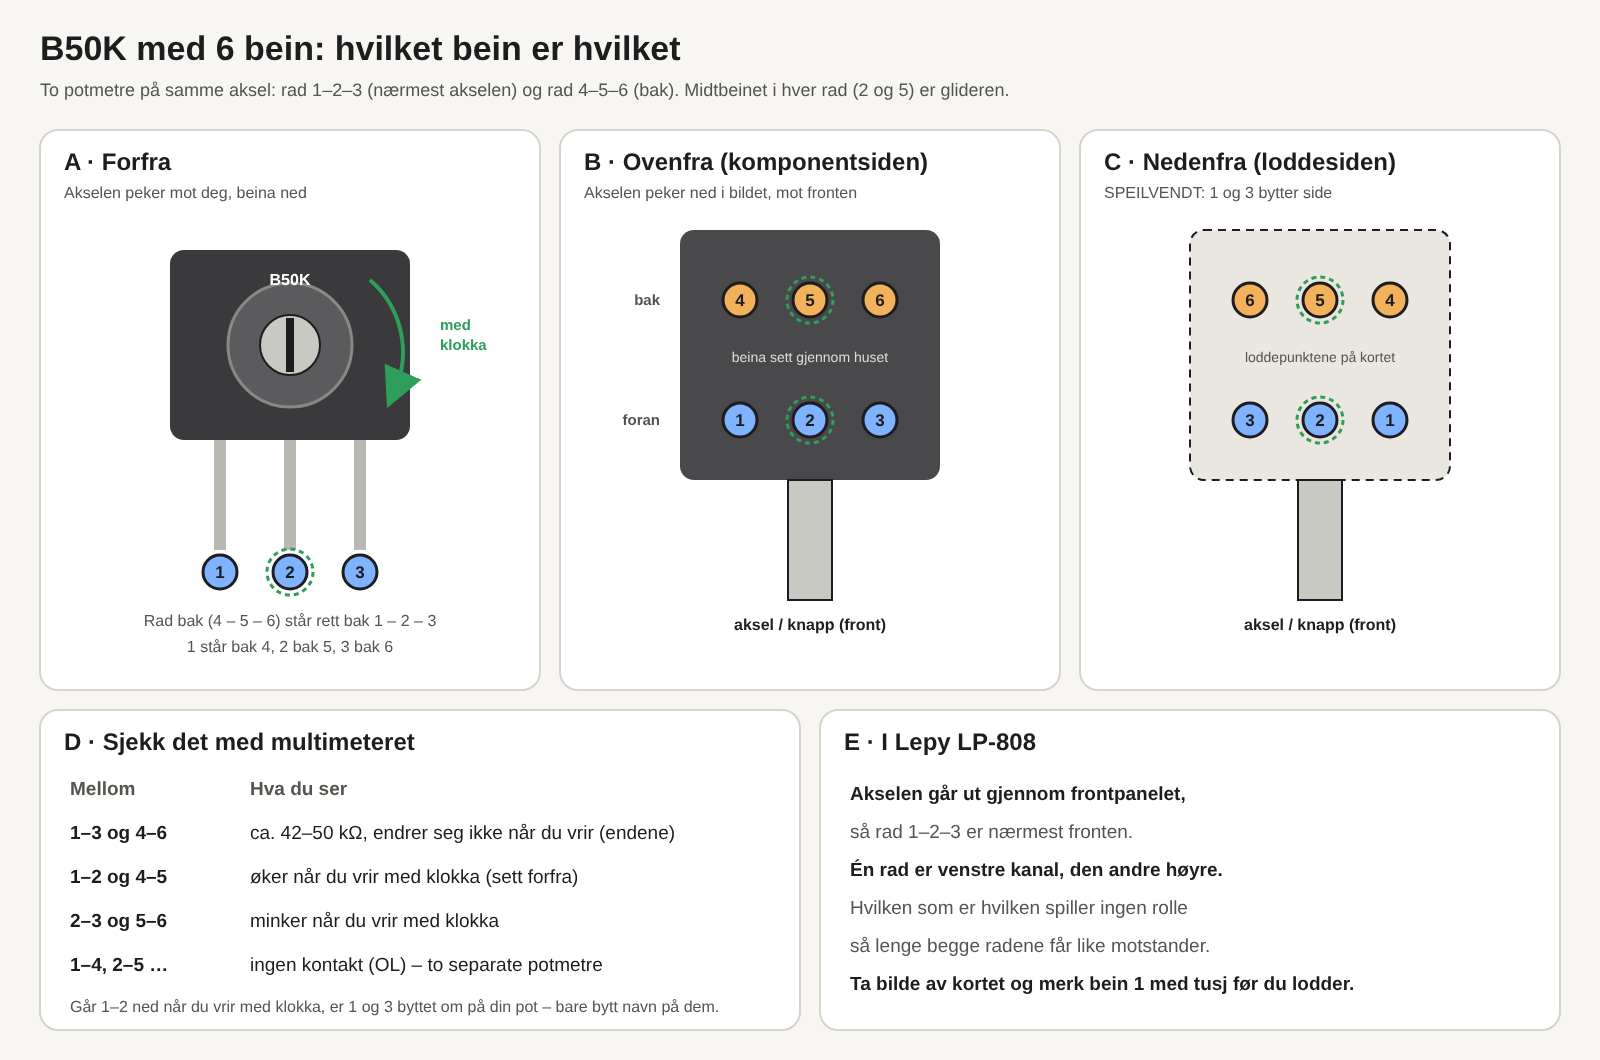 B50K med 6 bein: hvilket bein er hvilket
To potmetre på samme aksel: rad 1–2–3 (nærmest akselen) og rad 4–5–6 (bak). Midtbeinet i hver rad (2 og 5) er glideren.
A · Forfra
Akselen peker mot deg, beina ned
B50K
med
klokka
1 2 3
Rad bak (4 – 5 – 6) står rett bak 1 – 2 – 3
1 står bak 4, 2 bak 5, 3 bak 6
B · Ovenfra (komponentsiden)
Akselen peker ned i bildet, mot fronten
bak 4 5 6
beina sett gjennom huset
foran 1 2 3
aksel / knapp (front)
C · Nedenfra (loddesiden)
SPEILVENDT: 1 og 3 bytter side
6 5 4
loddepunktene på kortet
3 2 1
aksel / knapp (front)
D · Sjekk det med multimeteret
Mellom Hva du ser
1–3 og 4–6 ca. 42–50 kΩ, endrer seg ikke når du vrir (endene)
1–2 og 4–5 øker når du vrir med klokka (sett forfra)
2–3 og 5–6 minker når du vrir med klokka
1–4, 2–5 … ingen kontakt (OL) – to separate potmetre
Går 1–2 ned når du vrir med klokka, er 1 og 3 byttet om på din pot – bare bytt navn på dem.
E · I Lepy LP-808
Akselen går ut gjennom frontpanelet,
så rad 1–2–3 er nærmest fronten.
Én rad er venstre kanal, den andre høyre.
Hvilken som er hvilken spiller ingen rolle
så lenge begge radene får like motstander.
Ta bilde av kortet og merk bein 1 med tusj før du lodder.